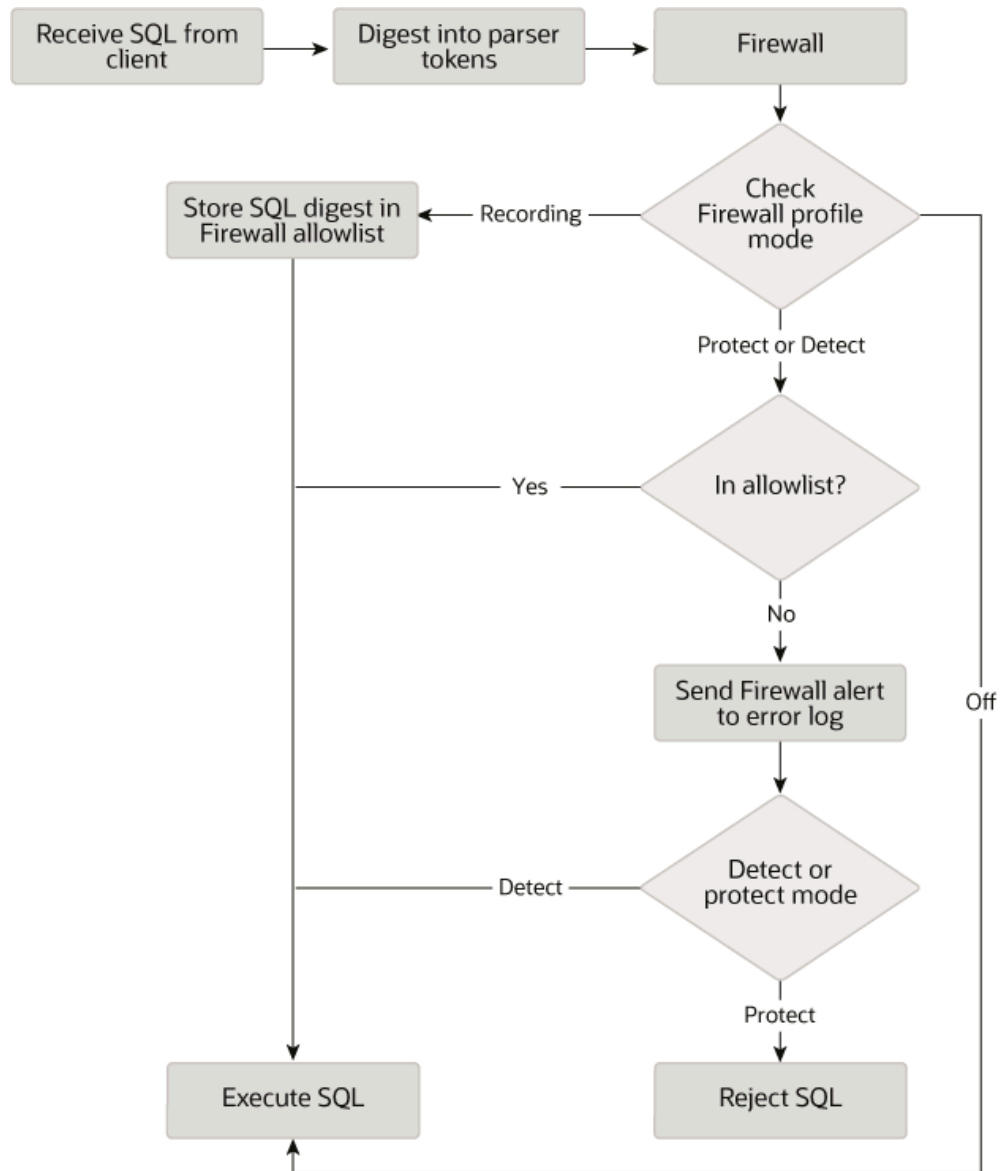 Receive SQL from
client
Digest into parser
tokens
Firewall
Check
Firewall profile
mode
Recording
Store SQL digest in
Firewall allowlist
Protect or Detect
In allowlist?
Yes
No
Send Firewall alert
to error log
Off
Detect or
protect mode
Detect
Protect
Execute SQL
Reject SQL